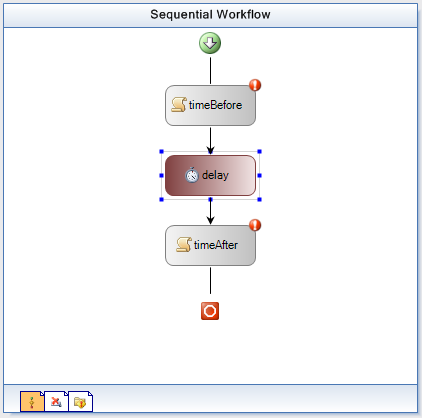 Sequential Workflow
timeBefore
delay
timeAfter